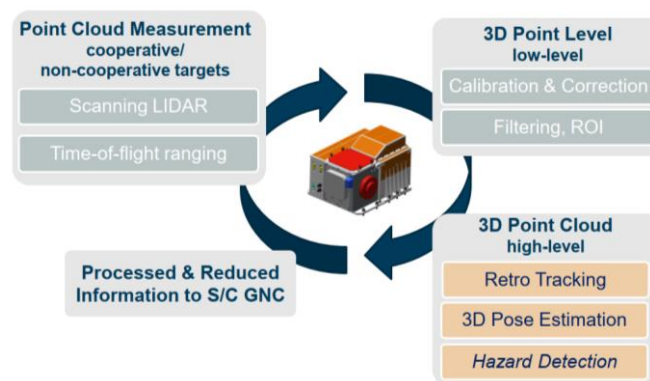 Point Cloud Measurement
cooperative/
non-cooperative targets
Scanning LIDAR
Time-of-flight ranging
3D Point Level
low-level
Calibration & Correction
Filtering, ROI
3D Point Cloud
high-level
Retro Tracking
3D Pose Estimation
Hazard Detection
Processed & Reduced
Information to S/C GNC